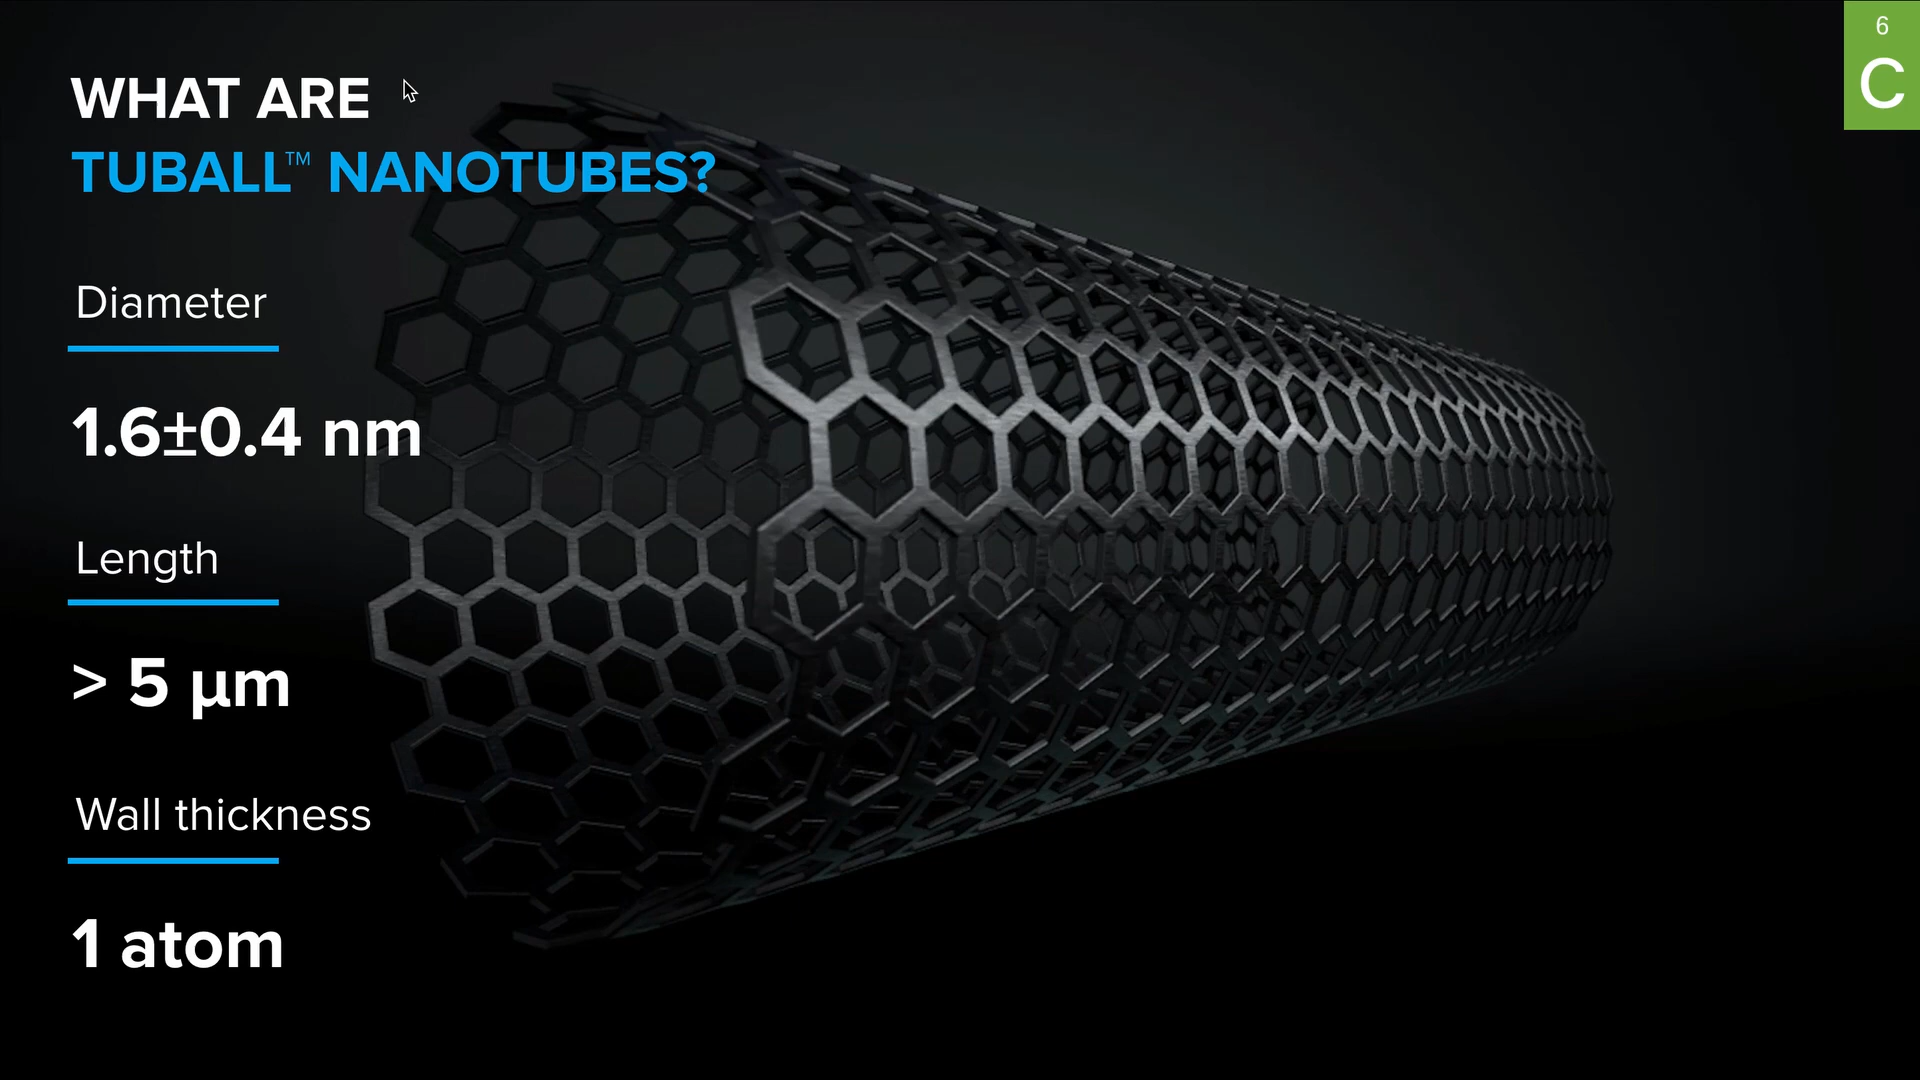 WHAT ARE
TUBALL™ NANOTUBES?
Diameter
1.6±0.4 nm
Length
> 5 µm
Wall thickness
1 atom
6
C